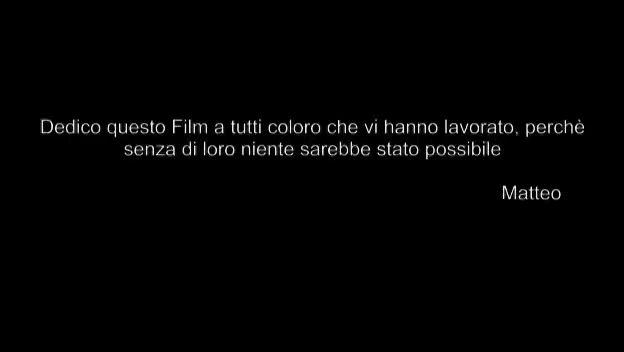 Dedico questo Film a tutti coloro che vi hanno lavorato, perchè
senza di loro niente sarebbe stato possibile
Matteo